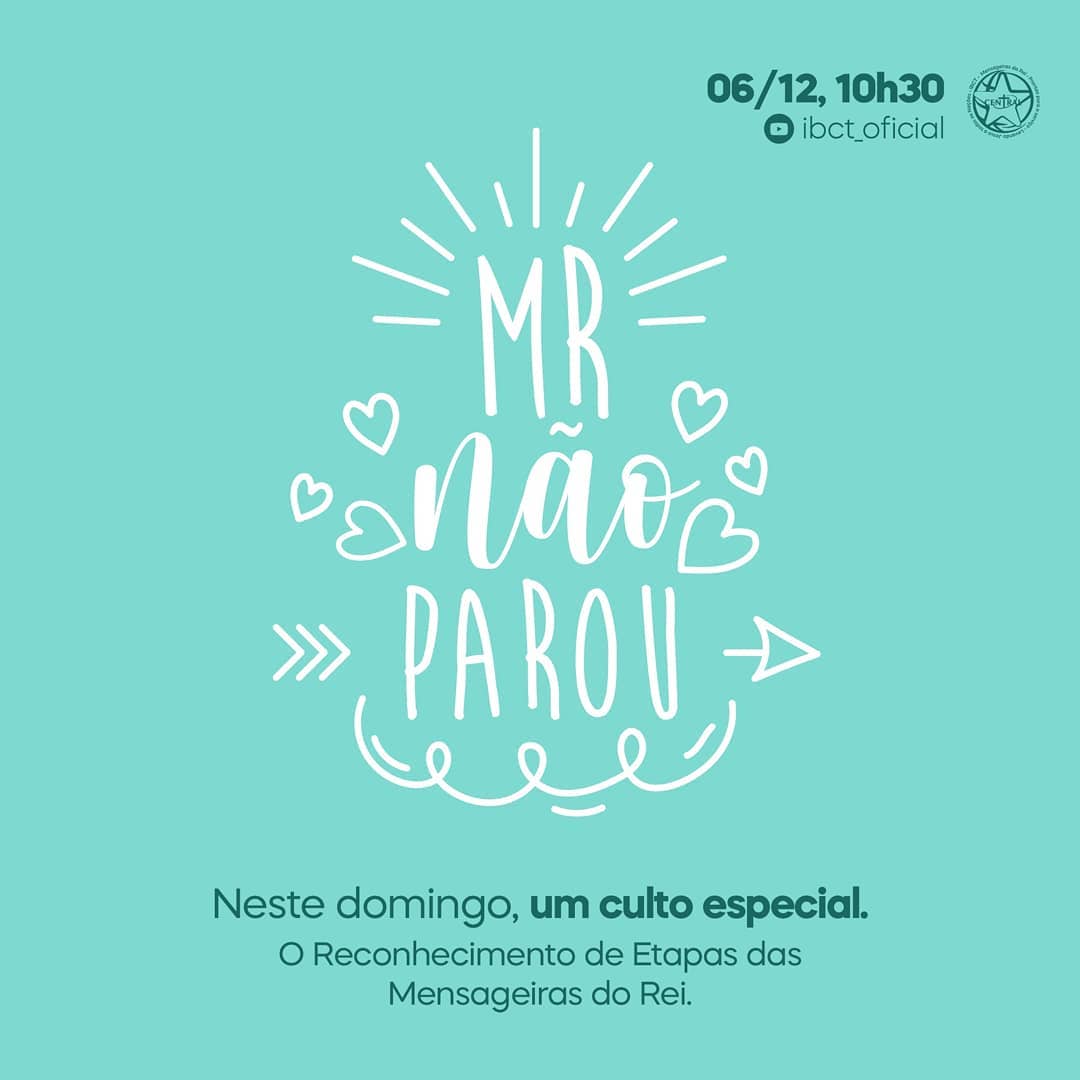 06/12, 10h30
ibct_oficial
CENTRAL
MR
não
PAROU
Neste domingo, um culto especial.
O Reconhecimento de Etapas das
Mensageiras do Rei.